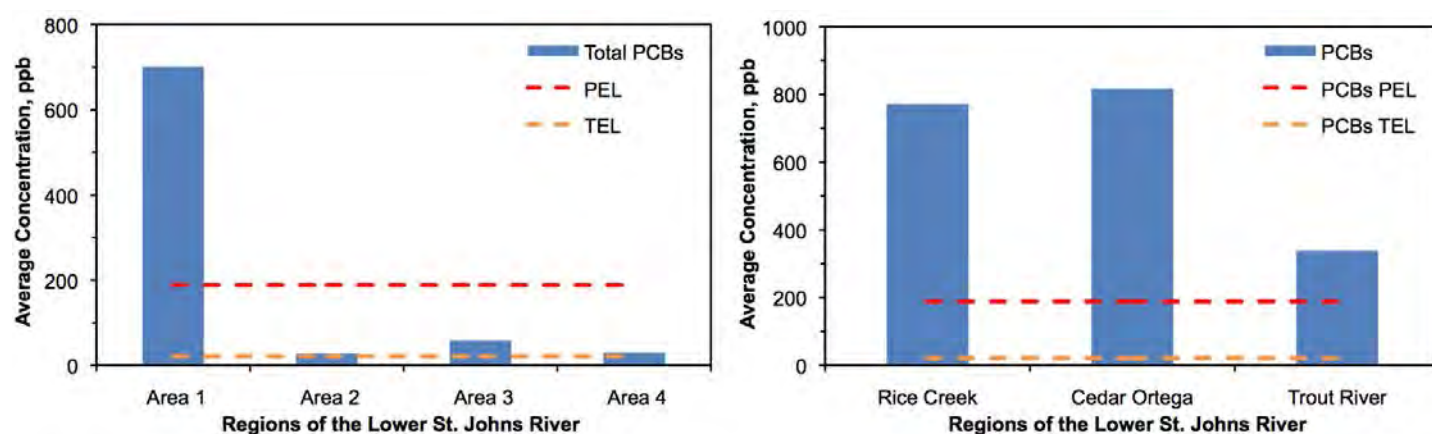 800
600
400
200
0
Average Concentration, ppb
Total PCBs
PEL
TEL
Area 1 Area 2 Area 3 Area 4
Regions of the Lower St. Johns River
1000
800
600
400
200
0
Average Concentration, ppb
PCBs
PCBs PEL
PCBs TEL
Rice Creek Cedar Ortega Trout River
Regions of the Lower St. Johns River